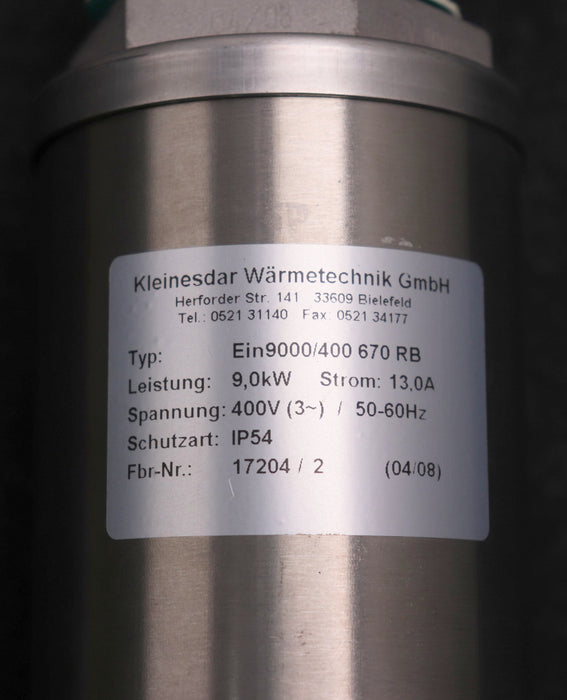 Kleinesdar Wärmetechnik GmbH
Herforder Str. 141 33609 Bielefeld
Tel.: 0521 31140 Fax: 0521 34177
Typ: Ein9000/400 670 RB
Leistung: 9,0kW Strom: 13,0A
Spannung: 400V (3~) / 50-60Hz
Schutzart: IP54
Fbr-Nr.: 17204 / 2 (04/08)